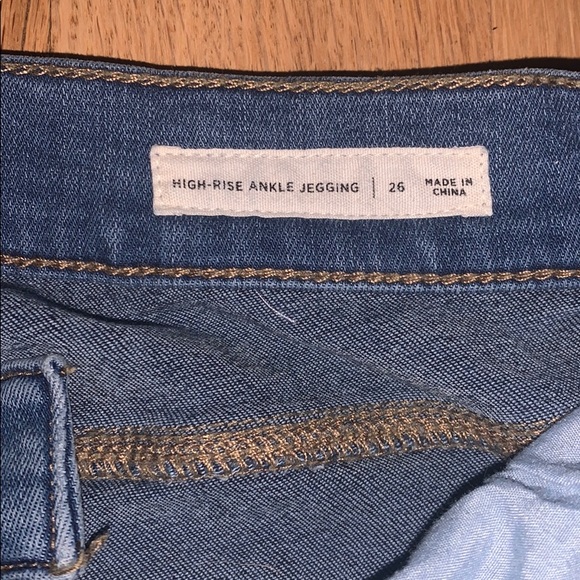 HIGH-RISE ANKLE JEGGING | 26 MADE IN
CHINA